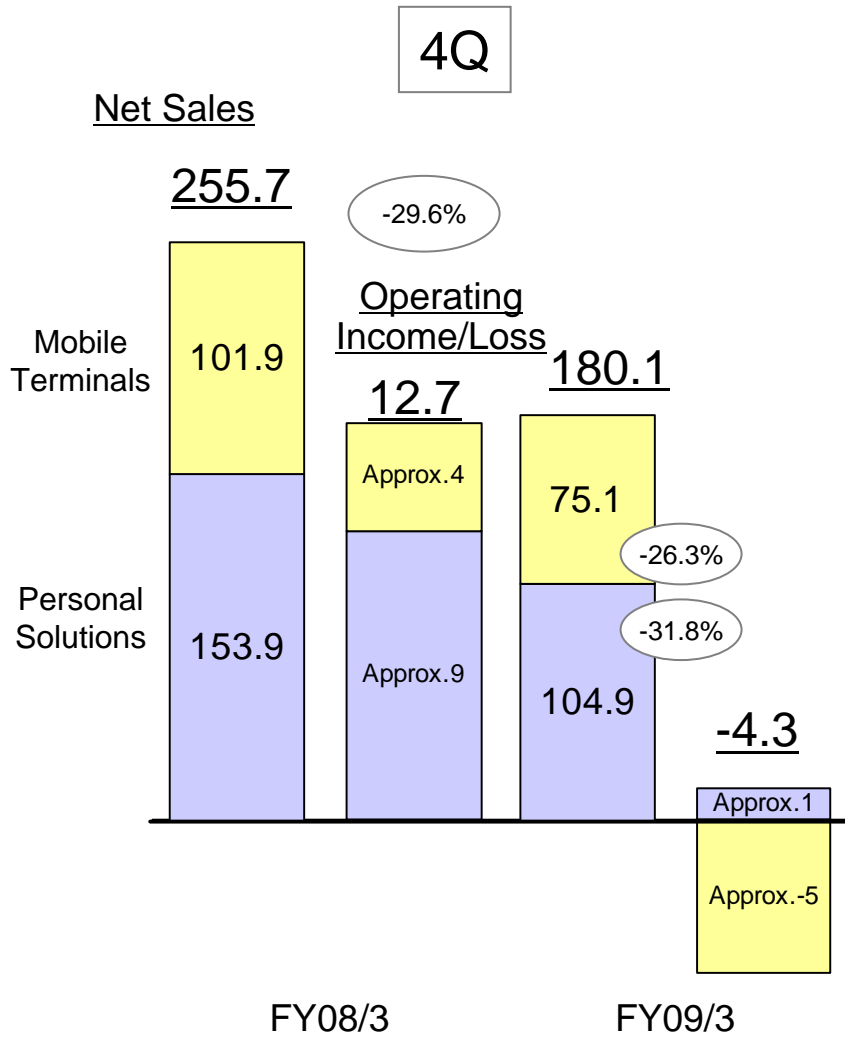 4Q
Net Sales
255.7
-29.6%
Operating
Income/Loss
Mobile
Terminals
101.9
12.7
180.1
Approx.4
75.1
-26.3%
Personal
Solutions
153.9
Approx.9
-31.8%
104.9
-4.3
Approx.1
Approx.-5
FY08/3
FY09/3